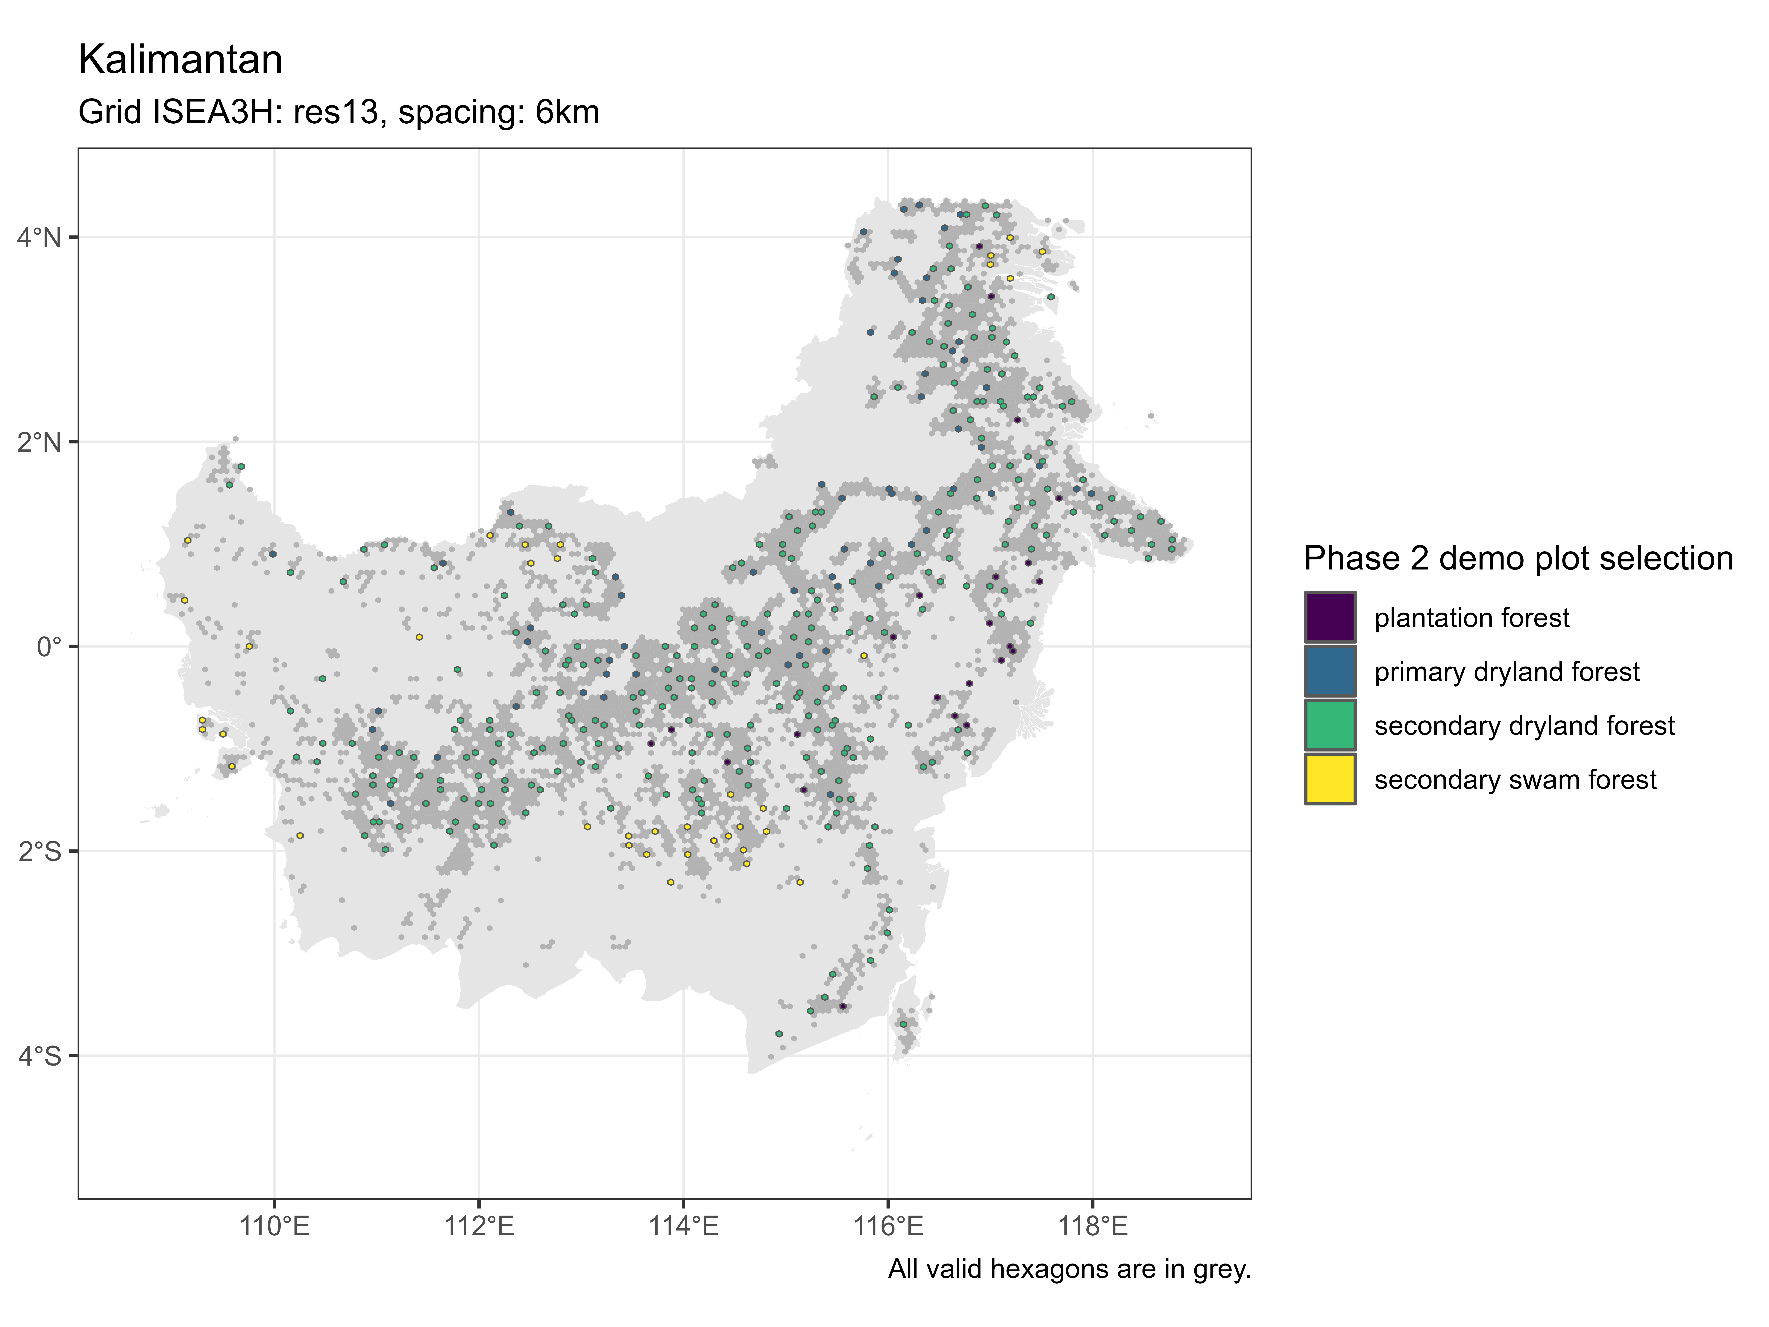 Kalimantan
Grid ISEA3H: res13, spacing: 6km
4°N
2°N
0°
2°S
4°S
110°E
112°E
114°E
116°E
118°E
All valid hexagons are in grey.
Phase 2 demo plot selection
plantation forest
primary dryland forest
secondary dryland forest
secondary swam forest